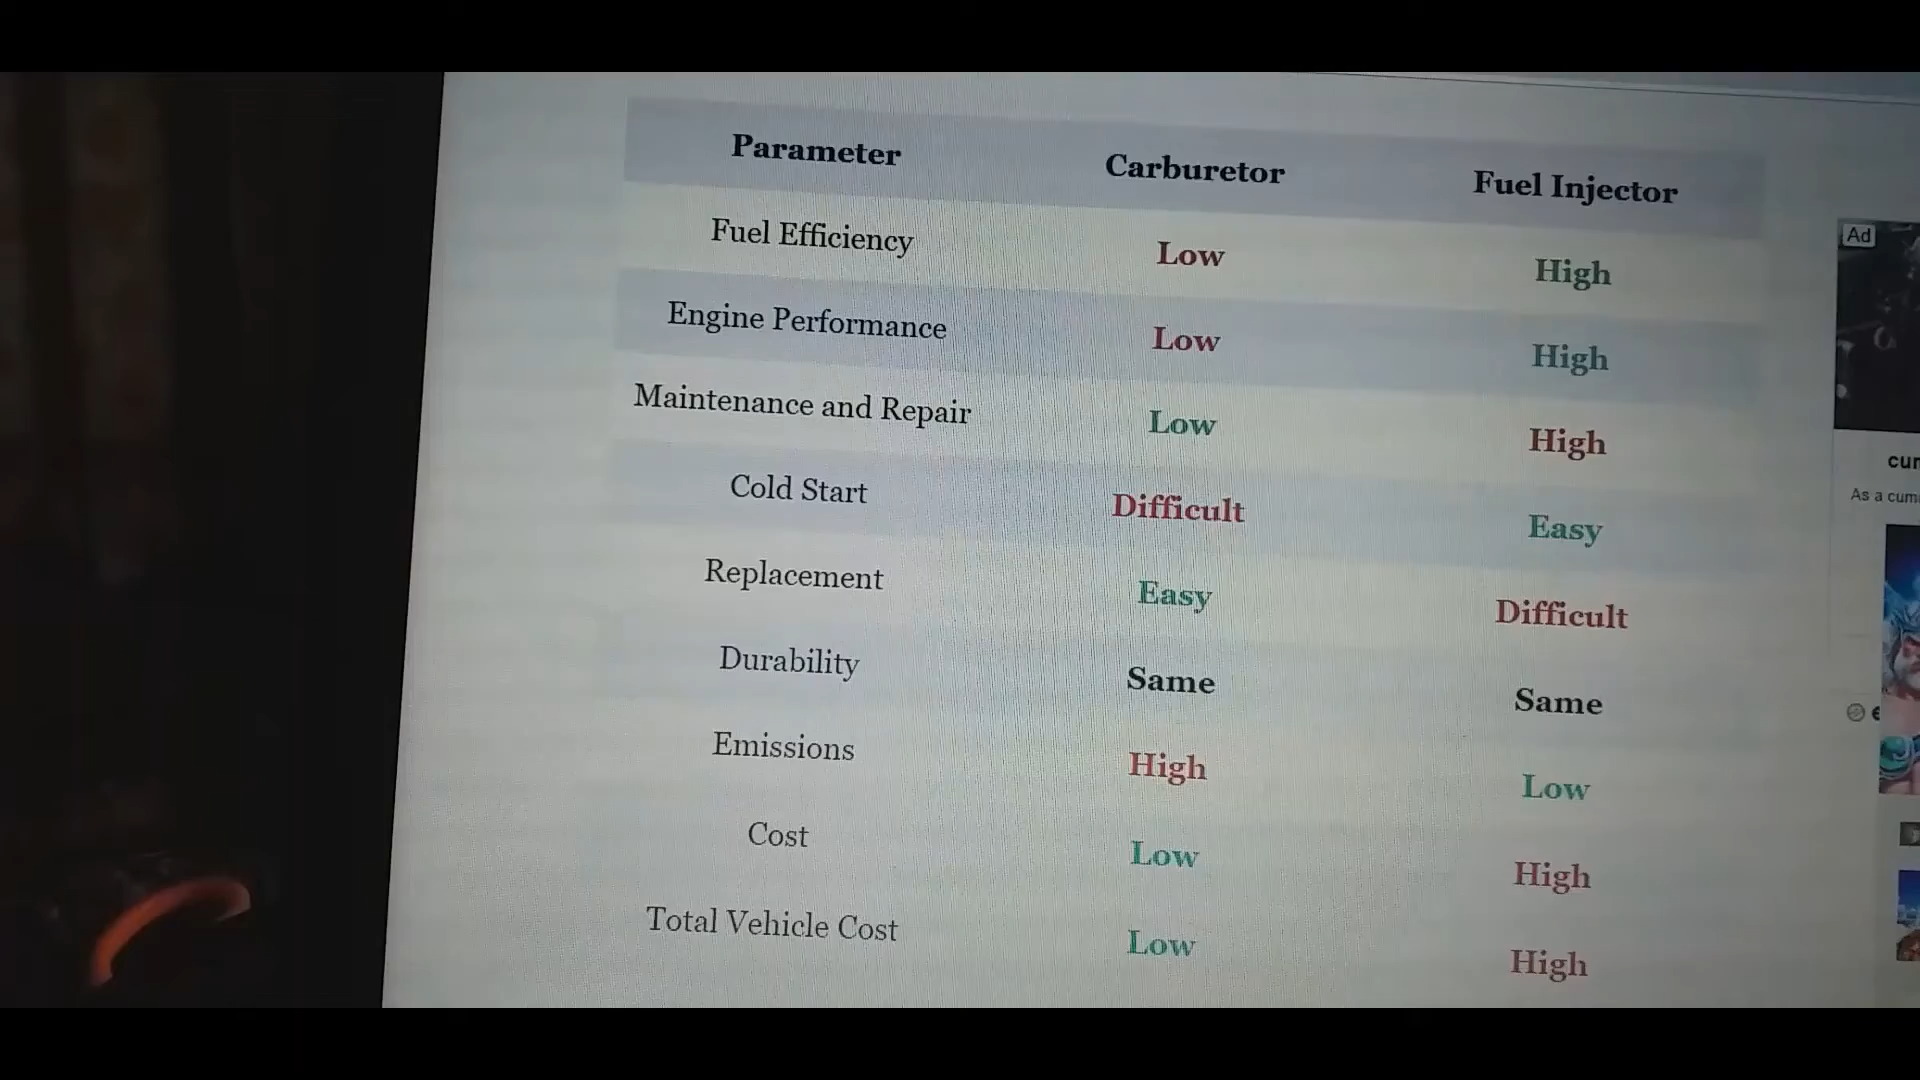 Parameter Carburetor Fuel Injector
Fuel Efficiency Low High
Engine Performance Low High
Maintenance and Repair Low High
Cold Start Difficult Easy
Replacement Easy Difficult
Durability Same Same
Emissions High Low
Cost Low High
Total Vehicle Cost Low High
Ad
As a